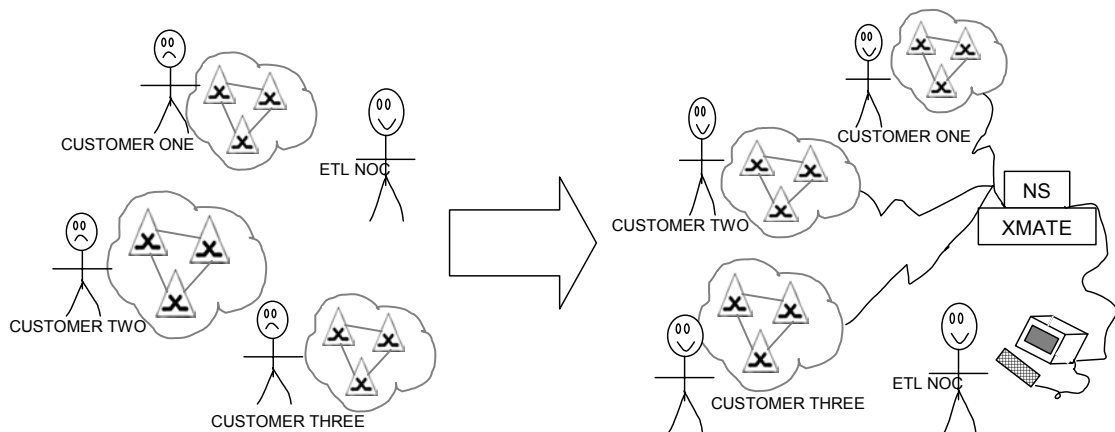 CUSTOMER ONE
ETL NOC
CUSTOMER TWO
CUSTOMER THREE
CUSTOMER ONE
CUSTOMER TWO
NS
XMATE
CUSTOMER THREE
ETL NOC